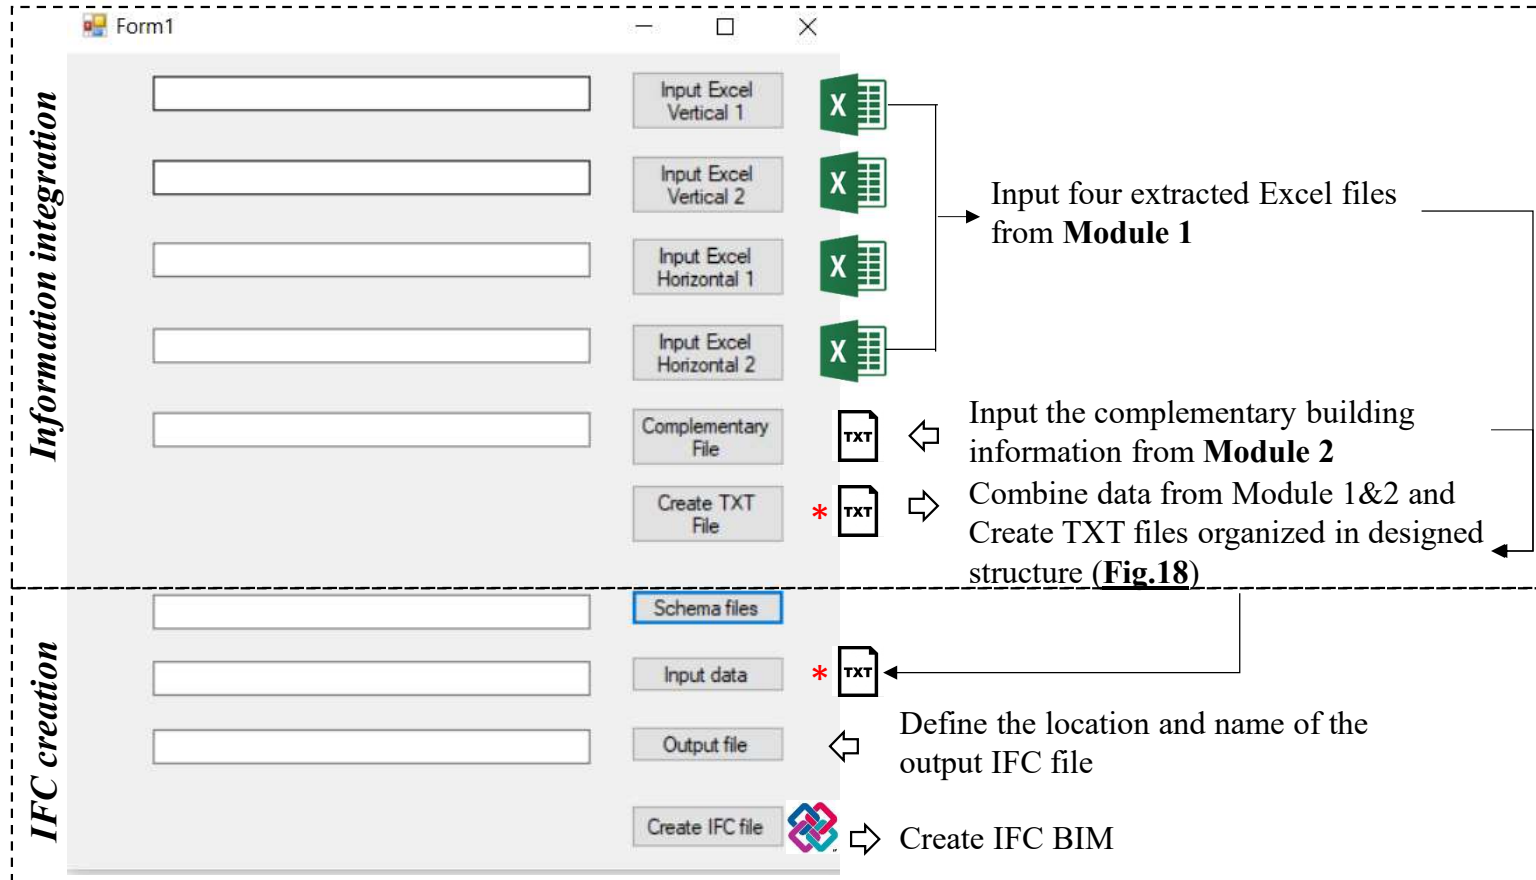 Form1
Information integration
Input Excel
Vertical 1
X
Input Excel
Vertical 2
X
Input four extracted Excel files
from Module 1
Input Excel
Horizontal 1
X
Input Excel
Horizontal 2
X
Complementary
File
TXT
Input the complementary building
information from Module 2
Create TXT
File
* TXT
Combine data from Module 1&2 and
Create TXT files organized in designed
structure (Fig.18)
IFC creation
Schema files
Input data
* TXT
Output file
Define the location and name of the
output IFC file
Create IFC file
Create IFC BIM